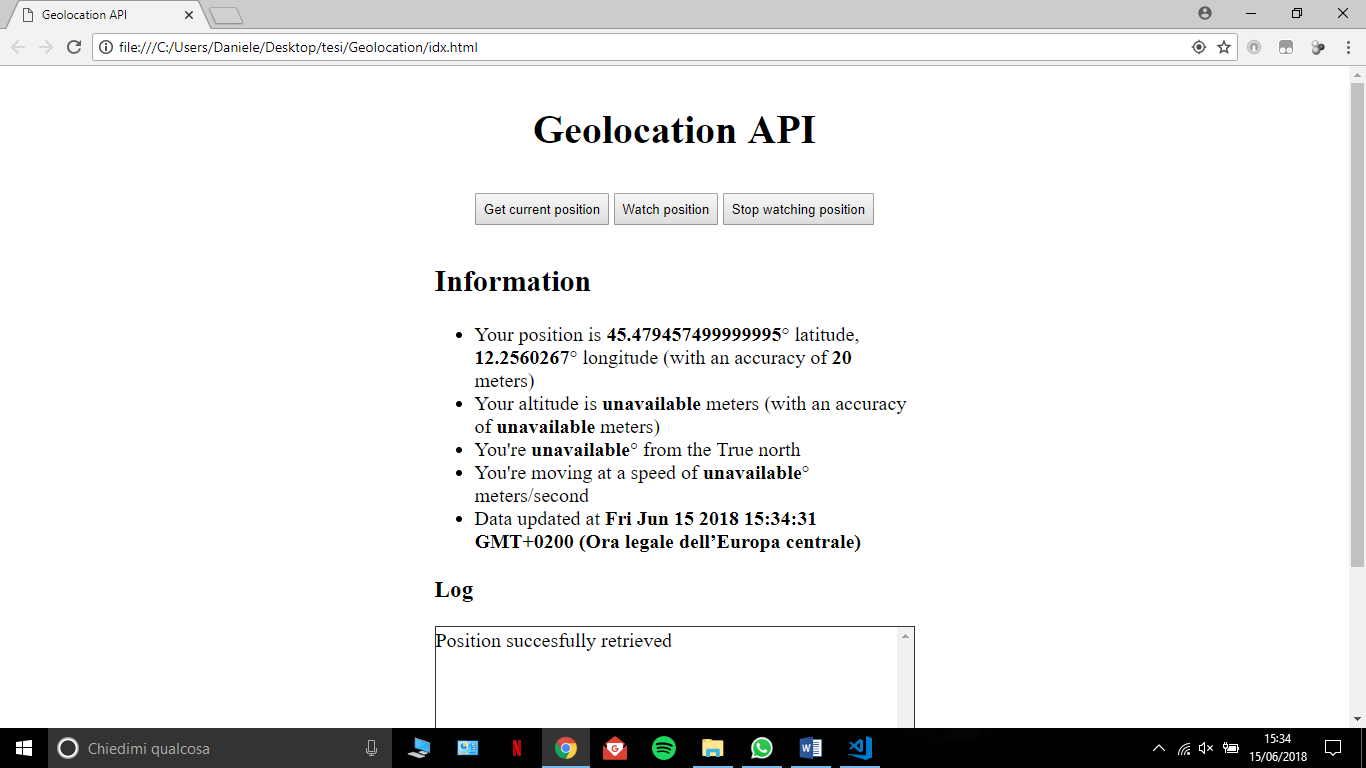 Geolocation API
file:///C:/Users/Daniele/Desktop/tesi/Geolocation/idx.html
Geolocation API
Get current position
Watch position
Stop watching position
Information
Your position is 45.479457499999995° latitude,
12.2560267° longitude (with an accuracy of 20
meters)
Your altitude is unavailable meters (with an accuracy
of unavailable meters)
You're unavailable° from the True north
You're moving at a speed of unavailable°
meters/second
Data updated at Fri Jun 15 2018 15:34:31
GMT+0200 (Ora legale dell’Europa centrale)
Log
Position succesfully retrieved
Chiedimi qualcosa
15:34
15/06/2018